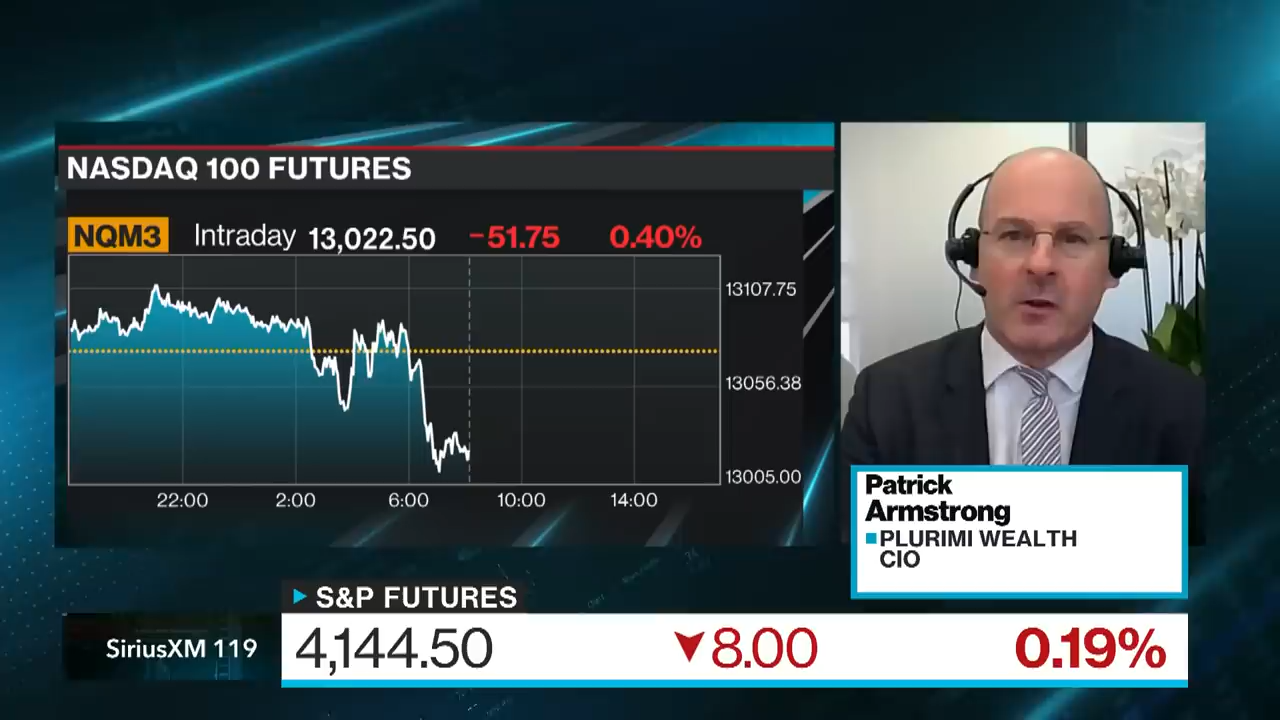 NASDAQ 100 FUTURES
NQM3 Intraday 13,022.50 -51.75 0.40%
13107.75
13056.38
13005.00
22:00 2:00 6:00 10:00 14:00
Patrick
Armstrong
PLURIMI WEALTH
CIO
S&P FUTURES
SiriusXM 119
4,144.50 ▼8.00 0.19%